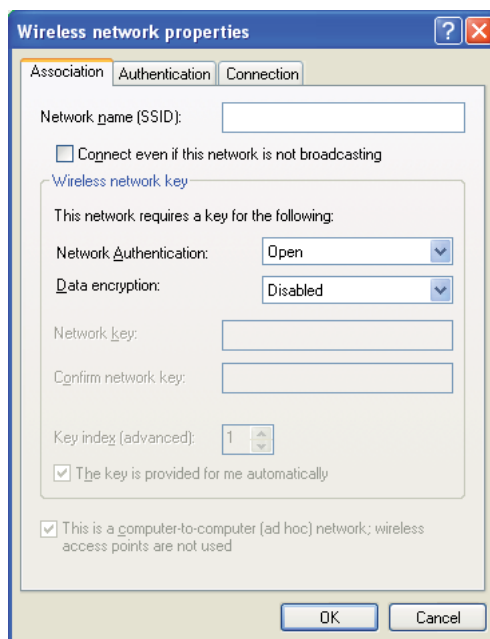 Wireless network properties
Association Authentication Connection
Network name (SSID):
Connect even if this network is not broadcasting
Wireless network key
This network requires a key for the following:
Network Authentication: Open
Data encryption: Disabled
Network key:
Confirm network key:
Key index (advanced): 1
The key is provided for me automatically
This is a computer-to-computer (ad hoc) network; wireless
access points are not used
OK Cancel